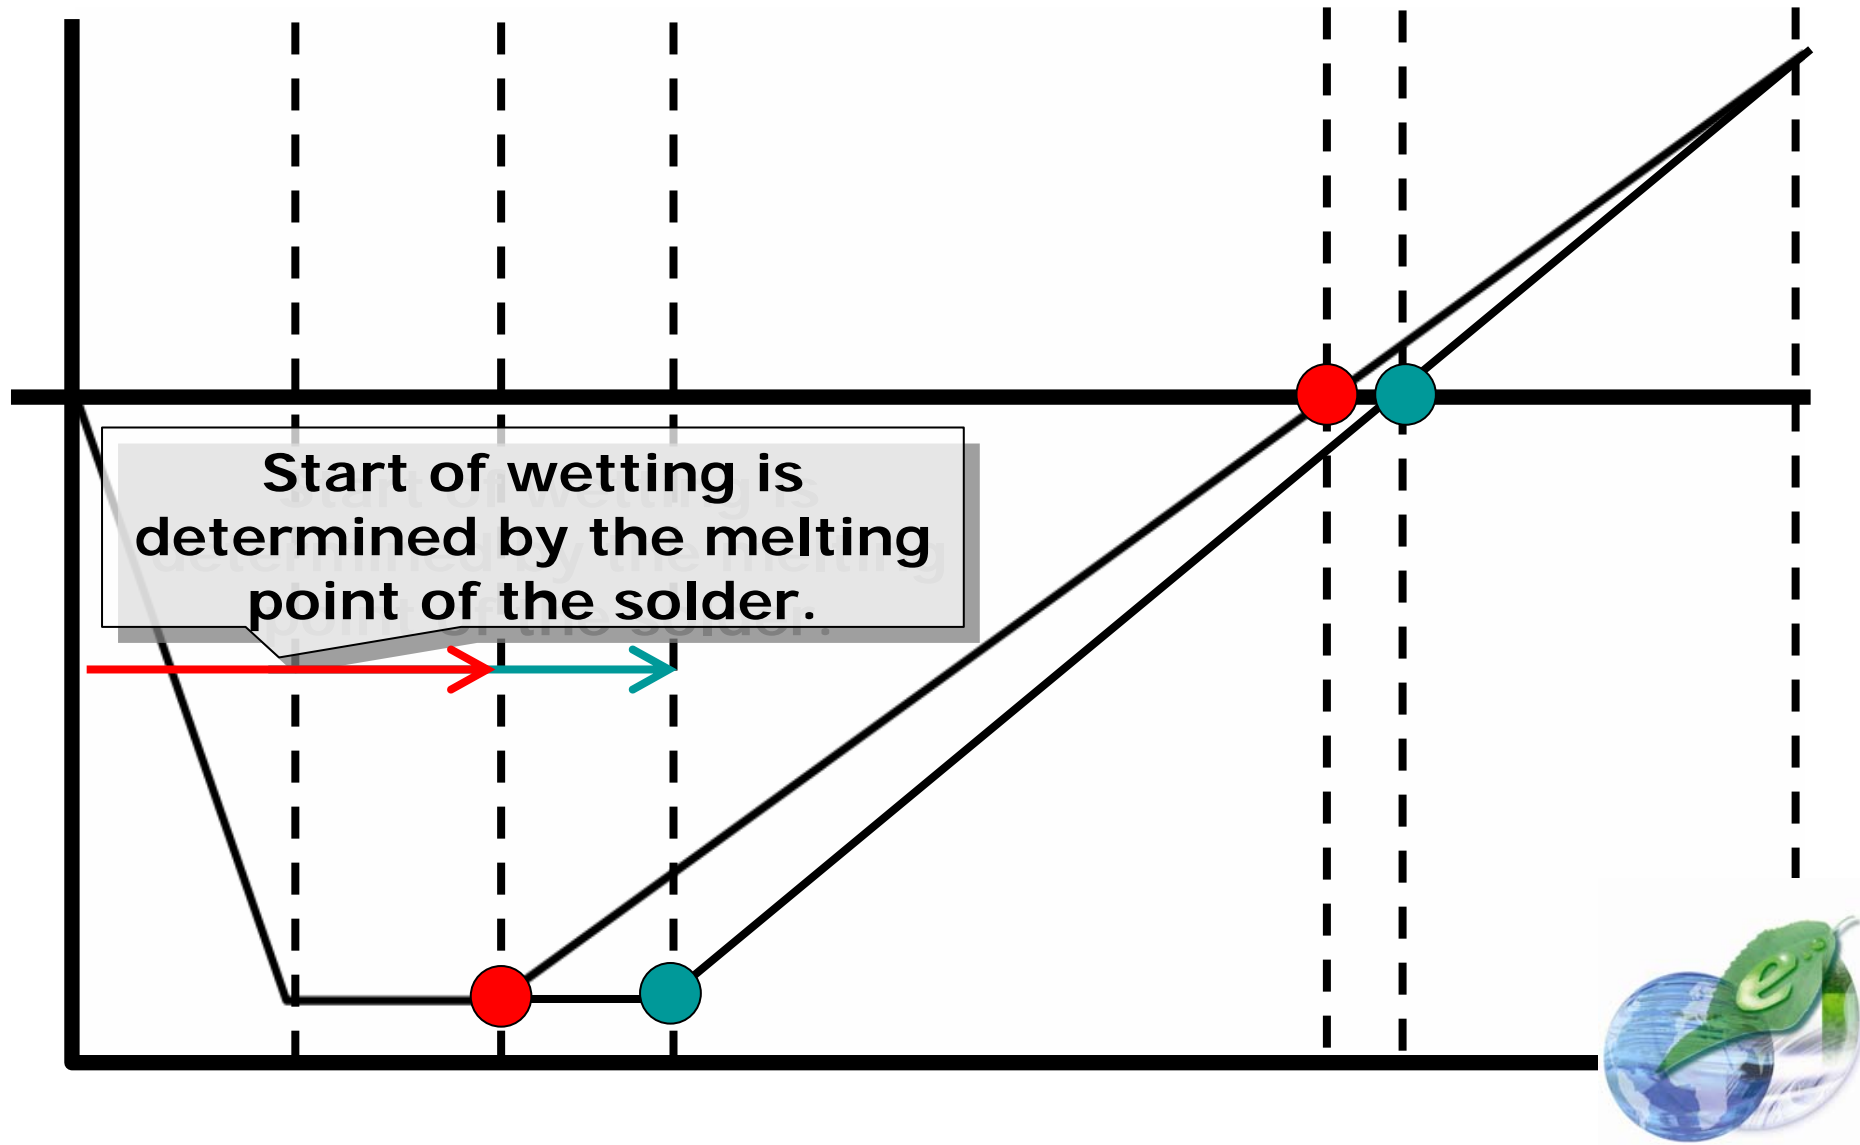 Start of wetting is
determined by the melting
point of the solder.
e